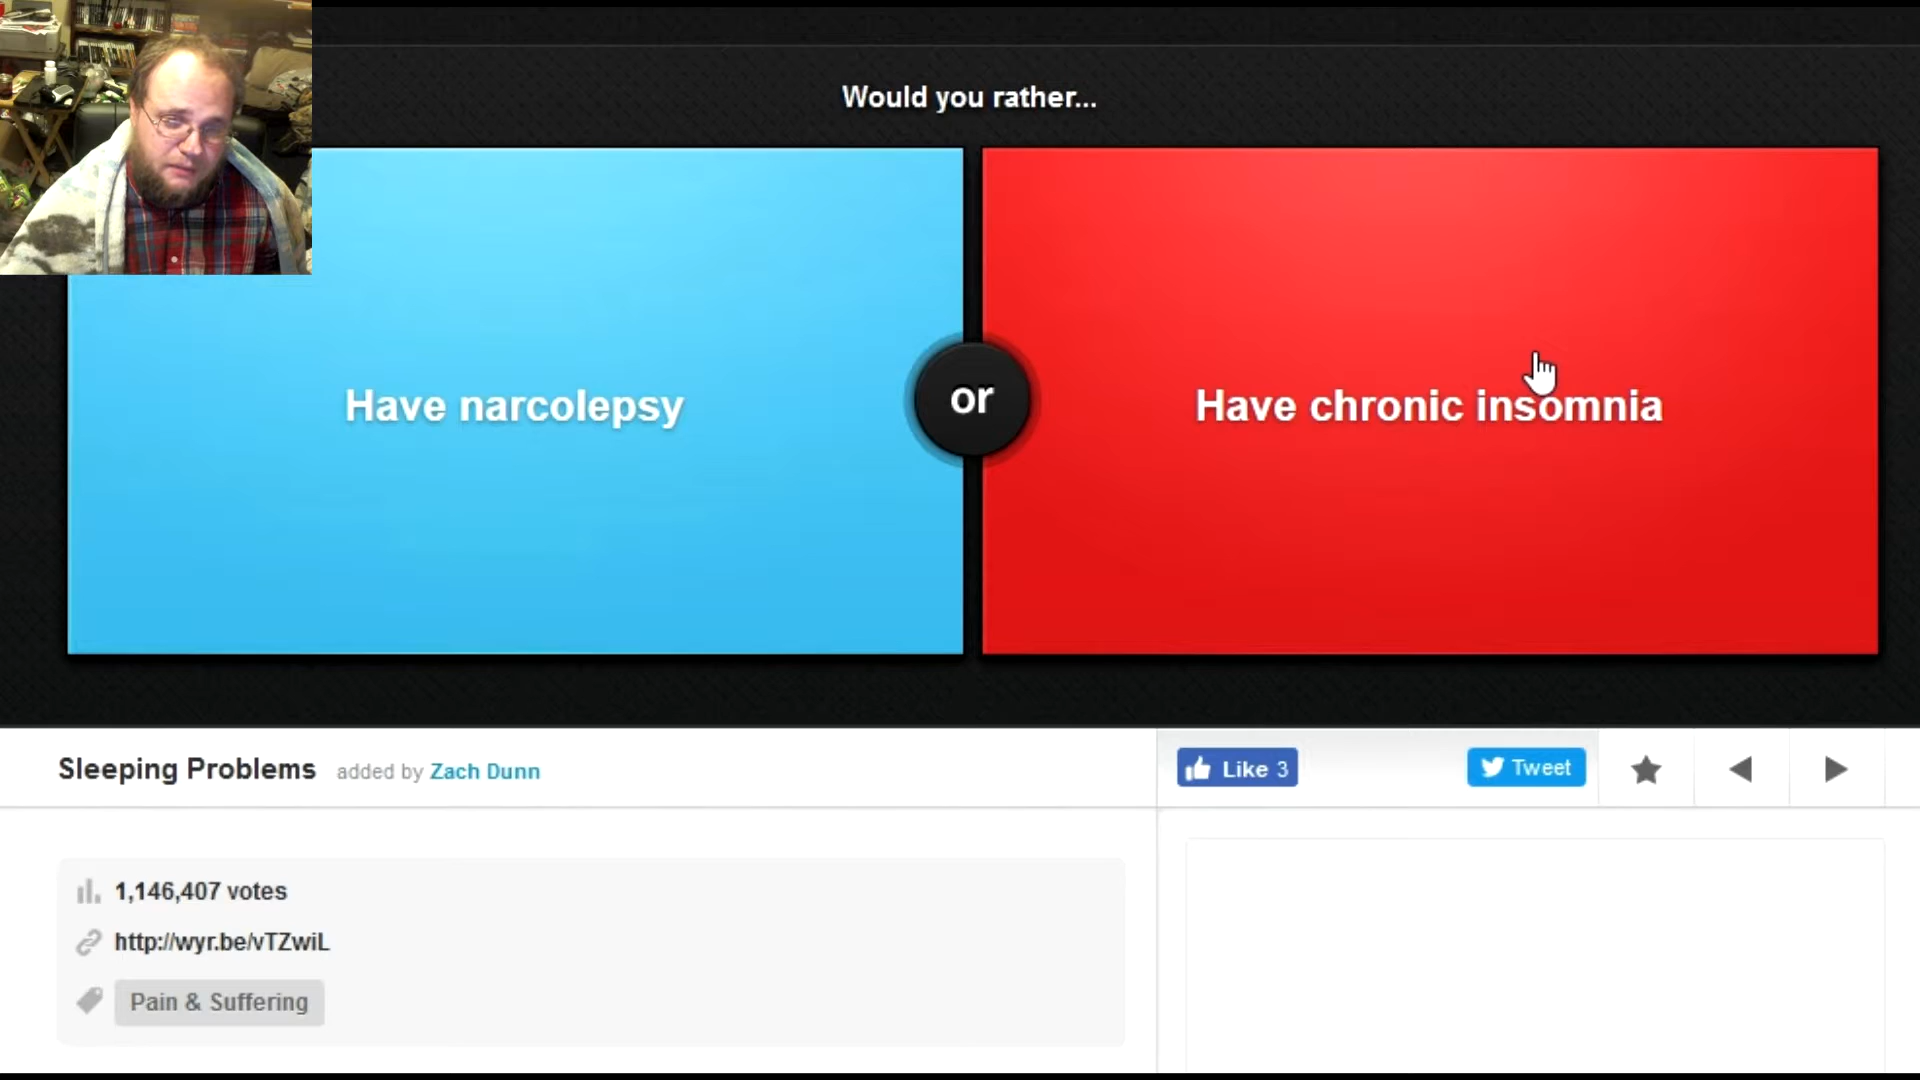 Would you rather...
Have narcolepsy
or
Have chronic insomnia
Sleeping Problems added by Zach Dunn
Like 3
Tweet
1,146,407 votes
http://wyr.be/vTZwiL
Pain & Suffering